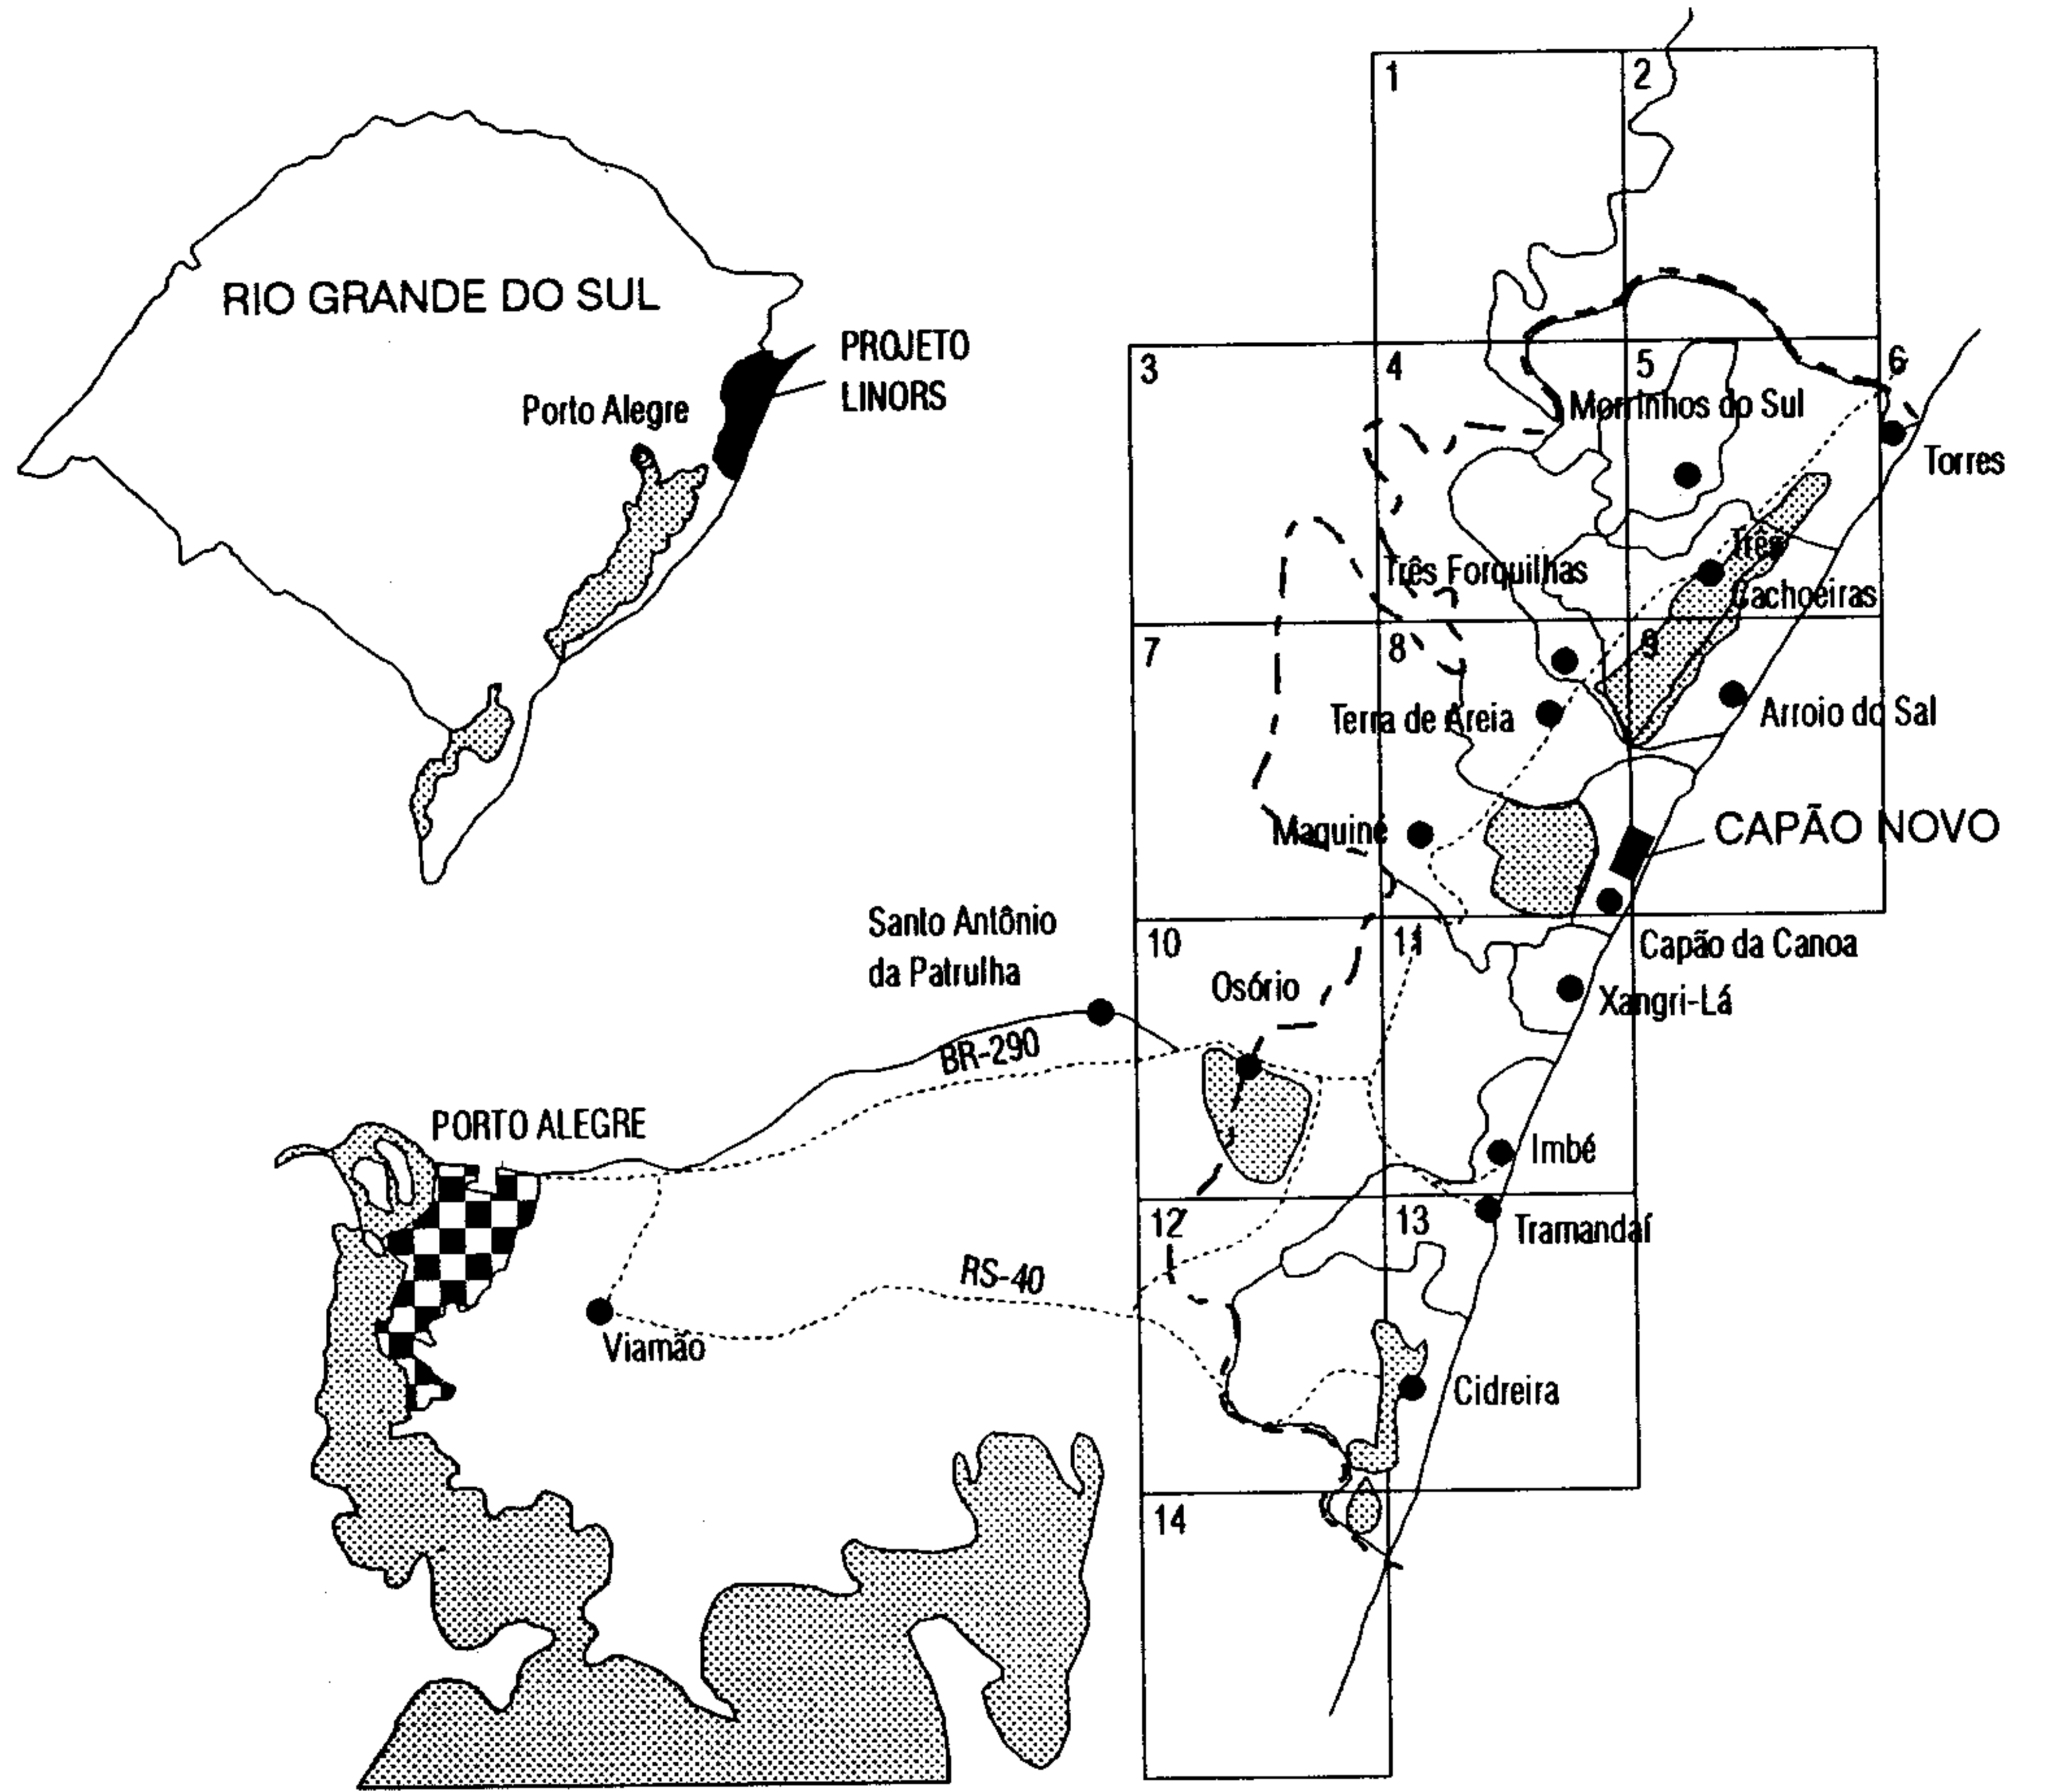 1
2
RIO GRANDE DO SUL
PROJETO
LINORS
Porto Alegre
3
4
5
6
Morrinhos do Sul
Torres
Três
Três Forquilhas
Cachoeiras
7
8
9
Terra de Areia
Arroio do Sal
Maquiné
CAPÃO NOVO
Santo Antônio
da Patrulha
10
11
Capão da Canoa
Osório
Xangri-Lá
BR-290
PORTO ALEGRE
Imbé
12
13
Tramandaí
RS-40
Viamão
Cidreira
14